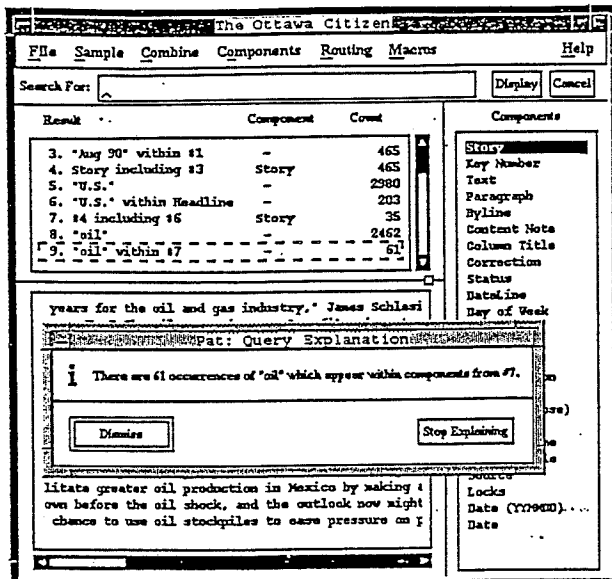 The Ottawa Citizen
File Sample Combine Components Routing Macros Help
Search For: Display Cancel
Result Component Count
3. "Aug 90" within #1 – 465
4. Story including #3 Story 465
5. "U.S." – 2980
6. "U.S." within Headline – 203
7. #4 including #6 Story 35
8. "oil" – 2462
9. "oil" within #7 – 61
Components
Story
Key Number
Text
Paragraph
Byline
Content Note
Column Title
Correction
Status
DateLine
Day of Week
years for the oil and gas industry," James Schlesi
Pat: Query Explanation
i There are 61 occurrences of "oil" which appear within components from #7.
Dismiss Stop Explaining
litate greater oil production in Mexico by making
own before the oil shock, and the outlook now might
chance to use oil stockpiles to ease pressure on
Source
Locks
Date (YYMMDD)
Date